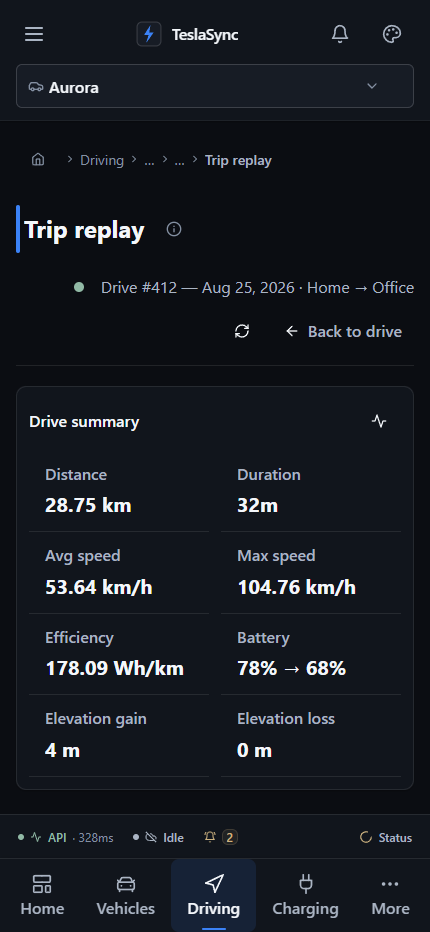 TeslaSync
Aurora
Driving ... ... Trip replay
Trip replay
Drive #412 — Aug 25, 2026 · Home → Office
Back to drive
Drive summary
Distance Duration
28.75 km 32m
Avg speed Max speed
53.64 km/h 104.76 km/h
Efficiency Battery
178.09 Wh/km 78% → 68%
Elevation gain Elevation loss
4 m 0 m
API · 328ms Idle 2 Status
Home Vehicles Driving Charging More